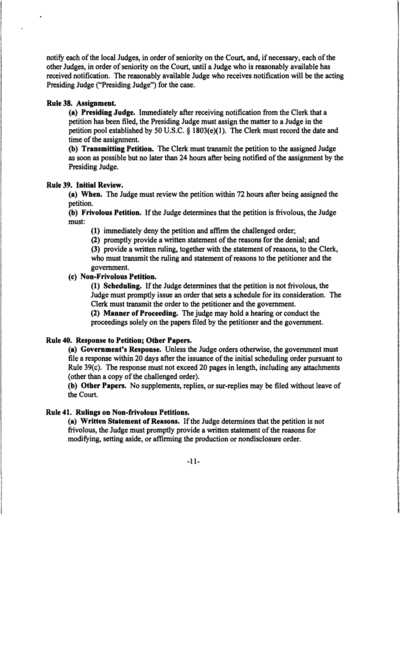 notify each of the local Judges, in order of seniority on the Court, and, if necessary, each of the
other Judges, in order of seniority on the Court, until a Judge who is reasonably available has
received notification. The reasonably available Judge who receives notification will be the acting
Presiding Judge ("Presiding Judge") for the case.
Rule 38. Assignment.
(a) Presiding Judge. Immediately after receiving notification from the Clerk that a
petition has been filed, the Presiding Judge must assign the matter to a Judge in the
petition pool established by 50 U.S.C. § 1803(e)(1). The Clerk must record the date and
time of the assignment.
(b) Transmitting Petition. The Clerk must transmit the petition to the assigned Judge
as soon as possible but no later than 24 hours after being notified of the assignment by the
Presiding Judge.
Rule 39. Initial Review.
(a) When. The Judge must review the petition within 72 hours after being assigned the
petition.
(b) Frivolous Petition. If the Judge determines that the petition is frivolous, the Judge
must:
(1) immediately deny the petition and affirm the challenged order;
(2) promptly provide a written statement of the reasons for the denial; and
(3) provide a written ruling, together with the statement of reasons, to the Clerk,
who must transmit the ruling and statement of reasons to the petitioner and the
government.
(c) Non-Frivolous Petition.
(1) Scheduling. If the Judge determines that the petition is not frivolous, the
Judge must promptly issue an order that sets a schedule for its consideration. The
Clerk must transmit the order to the petitioner and the government.
(2) Manner of Proceeding. The judge may hold a hearing or conduct the
proceedings solely on the papers filed by the petitioner and the government.
Rule 40. Response to Petition; Other Papers.
(a) Government's Response. Unless the Judge orders otherwise, the government must
file a response within 20 days after the issuance of the initial scheduling order pursuant to
Rule 39(c). The response must not exceed 20 pages in length, including any attachments
(other than a copy of the challenged order).
(b) Other Papers. No supplements, replies, or sur-replies may be filed without leave of
the Court.
Rule 41. Rulings on Non-frivolous Petitions.
(a) Written Statement of Reasons. If the Judge determines that the petition is not
frivolous, the Judge must promptly provide a written statement of the reasons for
modifying, setting aside, or affirming the production or nondisclosure order.
-11-